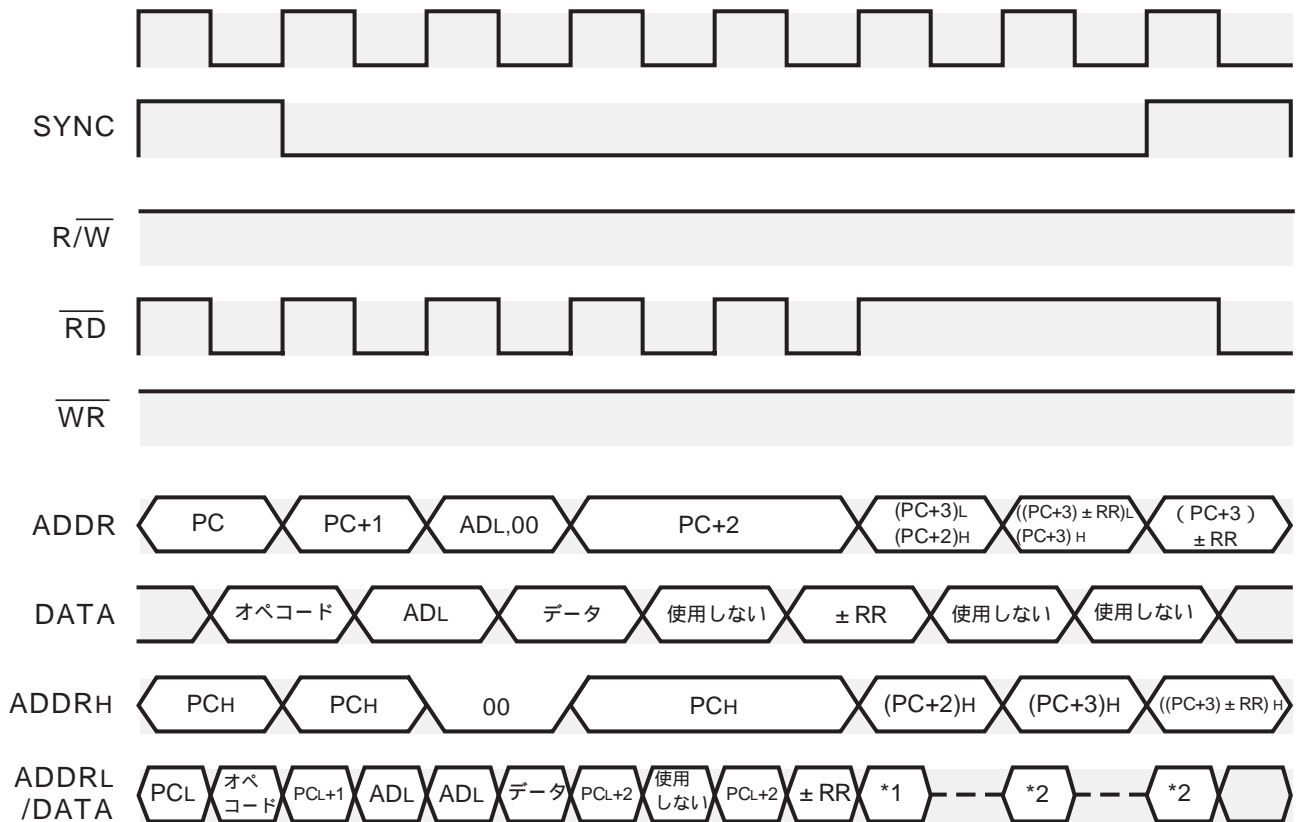 SYNC
R/W
RD
WR
ADDR PC PC+1 ADL,00 PC+2 (PC+3)L ((PC+3) ± RR)L ( PC+3 )
(PC+2)H (PC+3) H ± RR
DATA オペコード ADL データ 使用しない ± RR 使用しない 使用しない
ADDRH PCH PCH 00 PCH (PC+2)H (PC+3)H ((PC+3) ± RR) H
ADDRL PCL オペ PCL+1 ADL ADL データ PCL+2 使用 PCL+2 ± RR *1 *2 *2
/DATA コード しない